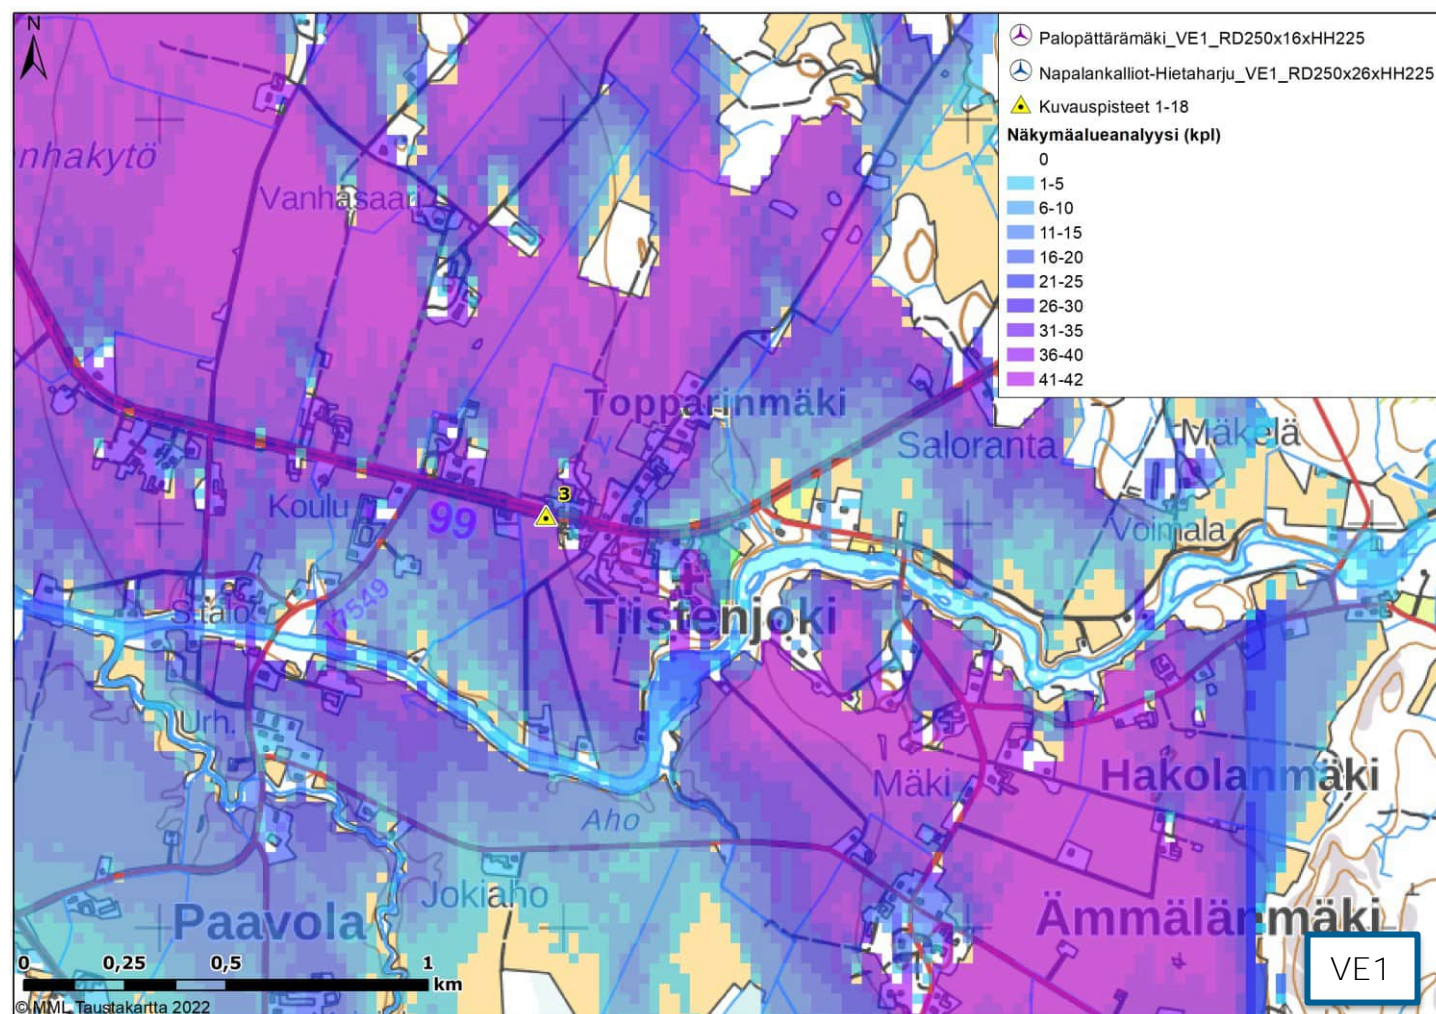 N
Palopättärämäki_VE1_RD250x16xHH225
Napalankalliot-Hietaharju_VE1_RD250x26xHH225
Kuvauspisteet 1-18
Näkymäalueanalyysi (kpl)
0
1-5
6-10
11-15
16-20
21-25
26-30
31-35
36-40
41-42
nhakytö
Vanhasaari
Topparinmäki
Saloranta
Mäkelä
Koulu
99
3
Voimala
17549
S.talo
Tiistenjoki
Urh.
Mäki
Hakolanmäki
Aho
Jokiaho
Paavola
Ämmälänmäki
0 0,25 0,5 1
km
VE1
© MML Taustakartta 2022